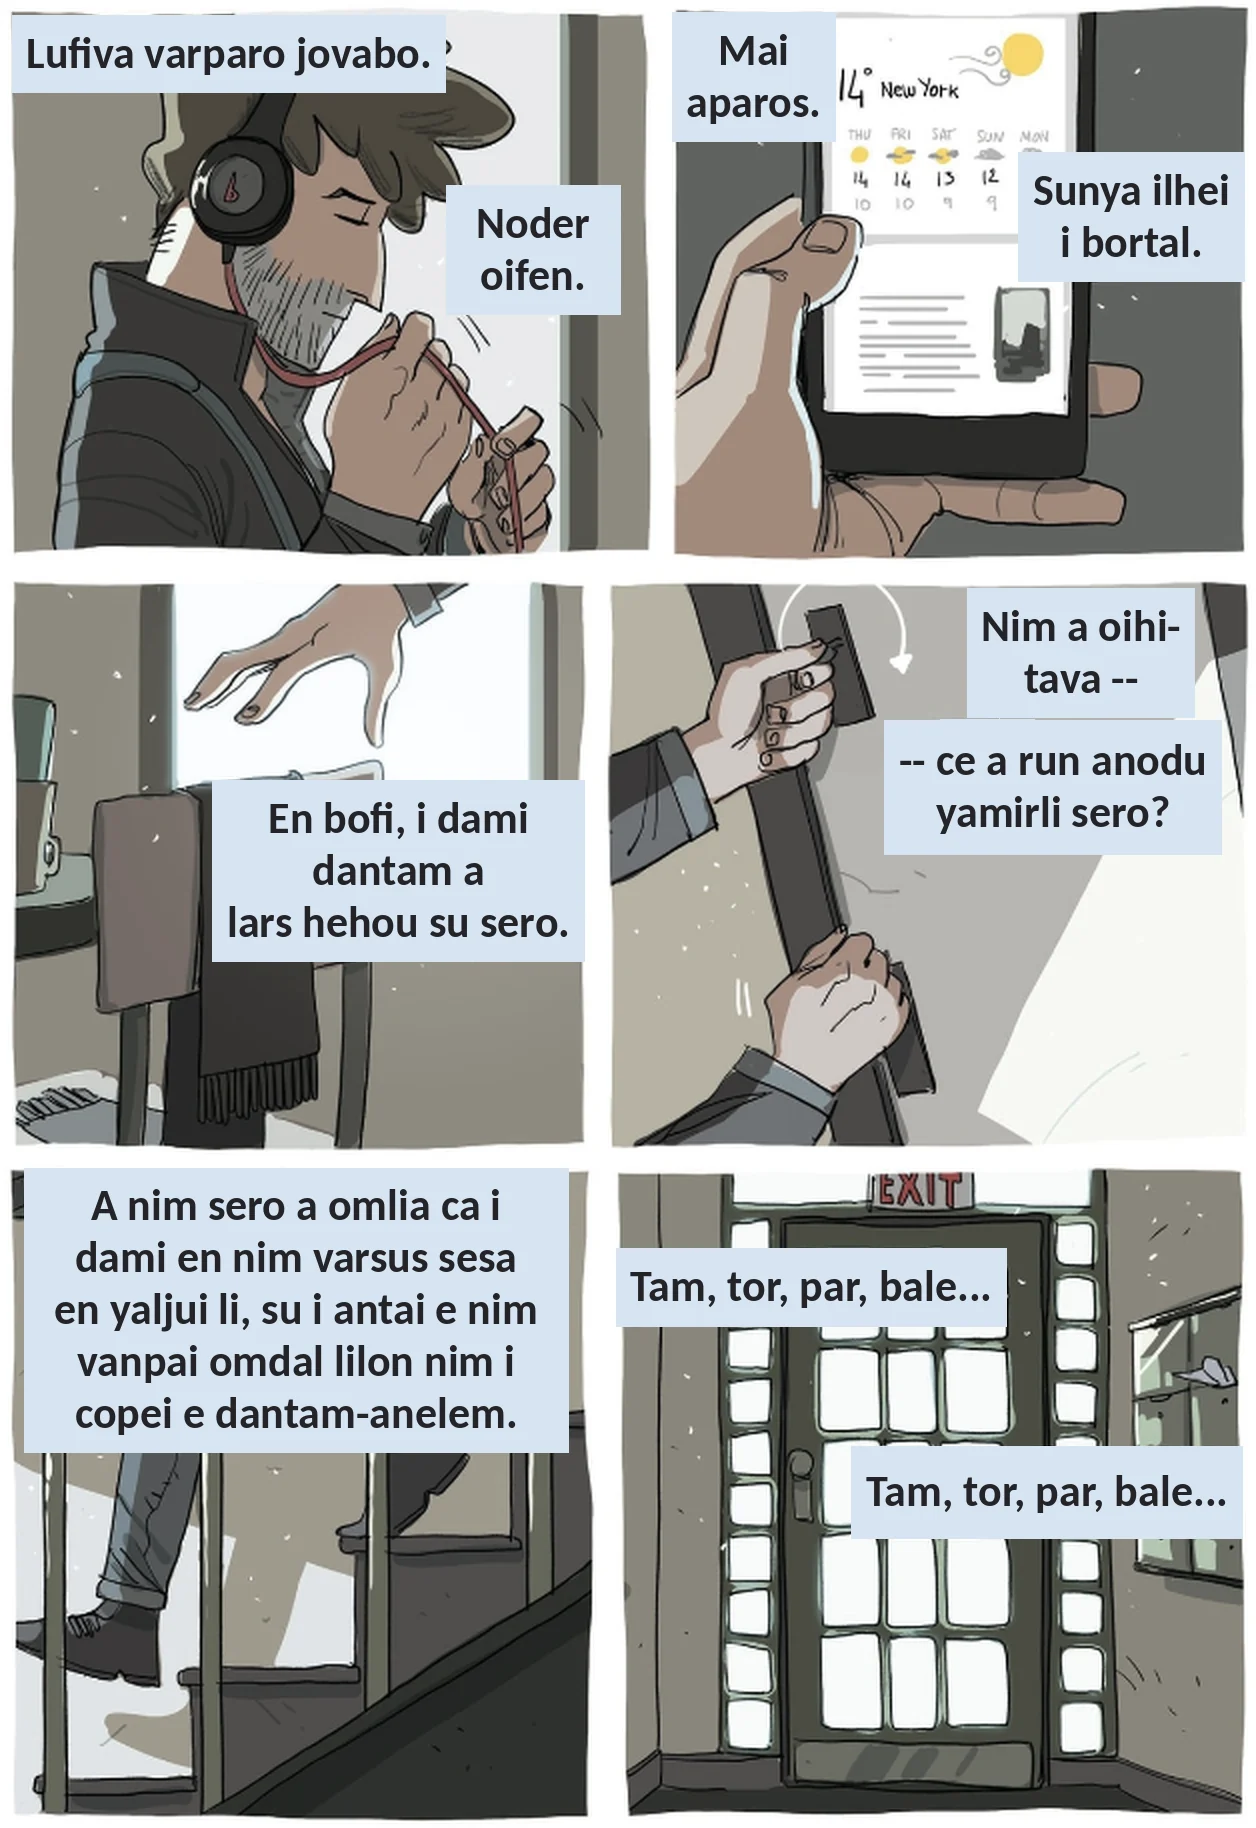 Lufiva varparo jovabo.
Noder
oifen.
Mai
aparos.
14° New York
THU FRI SAT SUN MON
14 14 13 12
10 10 9 9
Sunya ilhei
i bortal.
En bofi, i dami
dantam a
lars hehou su sero.
Nim a oihi-
tava --
-- ce a run anodu
yamirli sero?
A nim sero a omlia ca i
dami en nim varsus sesa
en yaljui li, su i antai e nim
vanpai omdal lilon nim i
copei e dantam-anelem.
EXIT
Tam, tor, par, bale...
Tam, tor, par, bale...